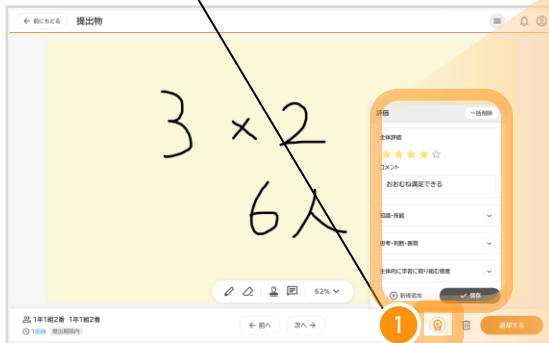 ← 前にもどる 提出物
3 × 2
6人
評価 一括削除
全体評価
コメント
おおむね満足できる
知識・技能
思考・判断・表現
主体的に学習に取り組む態度
⊕ 新規追加 ✓ 保存
62%
1年1組2番 1年1組2番
1回目 提出期限内
← 前へ 次へ →
1
返却する